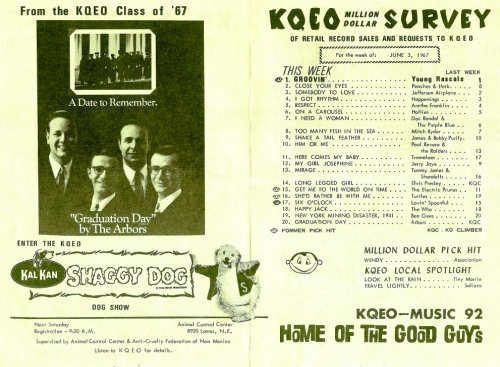 From the KQEO Class of '67
A Date to Remember.
"Graduation Day"
by The Arbors
ENTER THE KQEO
KAL KAN
SHAGGY DOG
DOG SHOW
S
Next Saturday
Registration - 9:30 A.M.
Animal Control Center
8920 Lomas, N.E.
Supervised by Animal Control Center & Anti-Cruelty Federation of New Mexico
Listen to KQEO for details.
KQEO MILLION DOLLAR SURVEY
OF RETAIL RECORD SALES AND REQUESTS TO KQEO
For the week of: JUNE 3, 1967
THIS WEEK LAST WEEK
1. GROOVIN' Young Rascals 1
2. CLOSE YOUR EYES Peaches & Herb 8
3. SOMEBODY TO LOVE Jefferson Airplane 2
4. I GOT RHYTHM Happenings 3
5. RESPECT Aretha Franklin 4
6. ON A CAROUSEL Hollies 5
7. I NEED A WOMAN Doc Rendal &
The Purple Blue 6
8. TOO MANY FISH IN THE SEA Mitch Ryder 7
9. SHAKE A TAIL FEATHER James & Bobby Purify 10
10. HIM OR ME Paul Revere &
the Raiders 13
11. HERE COMES MY BABY Tremeloes 17
12. MY GIRL JOSEPHINE Jerry Jaye 9
13. MIRAGE Tommy James &
Shondells 16
14. LONG LEGGED GIRL Elvis Presley KQC
15. GET ME TO THE WORLD ON TIME The Electric Prunes 11
16. SHE'D RATHER BE WITH ME Turtles 12
17. SIX O'CLOCK Lovin' Spoonful 15
18. HAPPY JACK The Who 18
19. NEW YORK MINING DISASTER, 1941 Bee Gees 20
20. GRADUATION DAY Arbors KQC
FORMER PICK HIT KQC - KQ CLIMBER
MILLION DOLLAR PICK HIT
WINDY Association
KQEO LOCAL SPOTLIGHT
LOOK AT THE RAIN Tiny Morie
TRAVEL LIGHTLY
KQEO—MUSIC 92
HOME OF THE GOOD GUYS